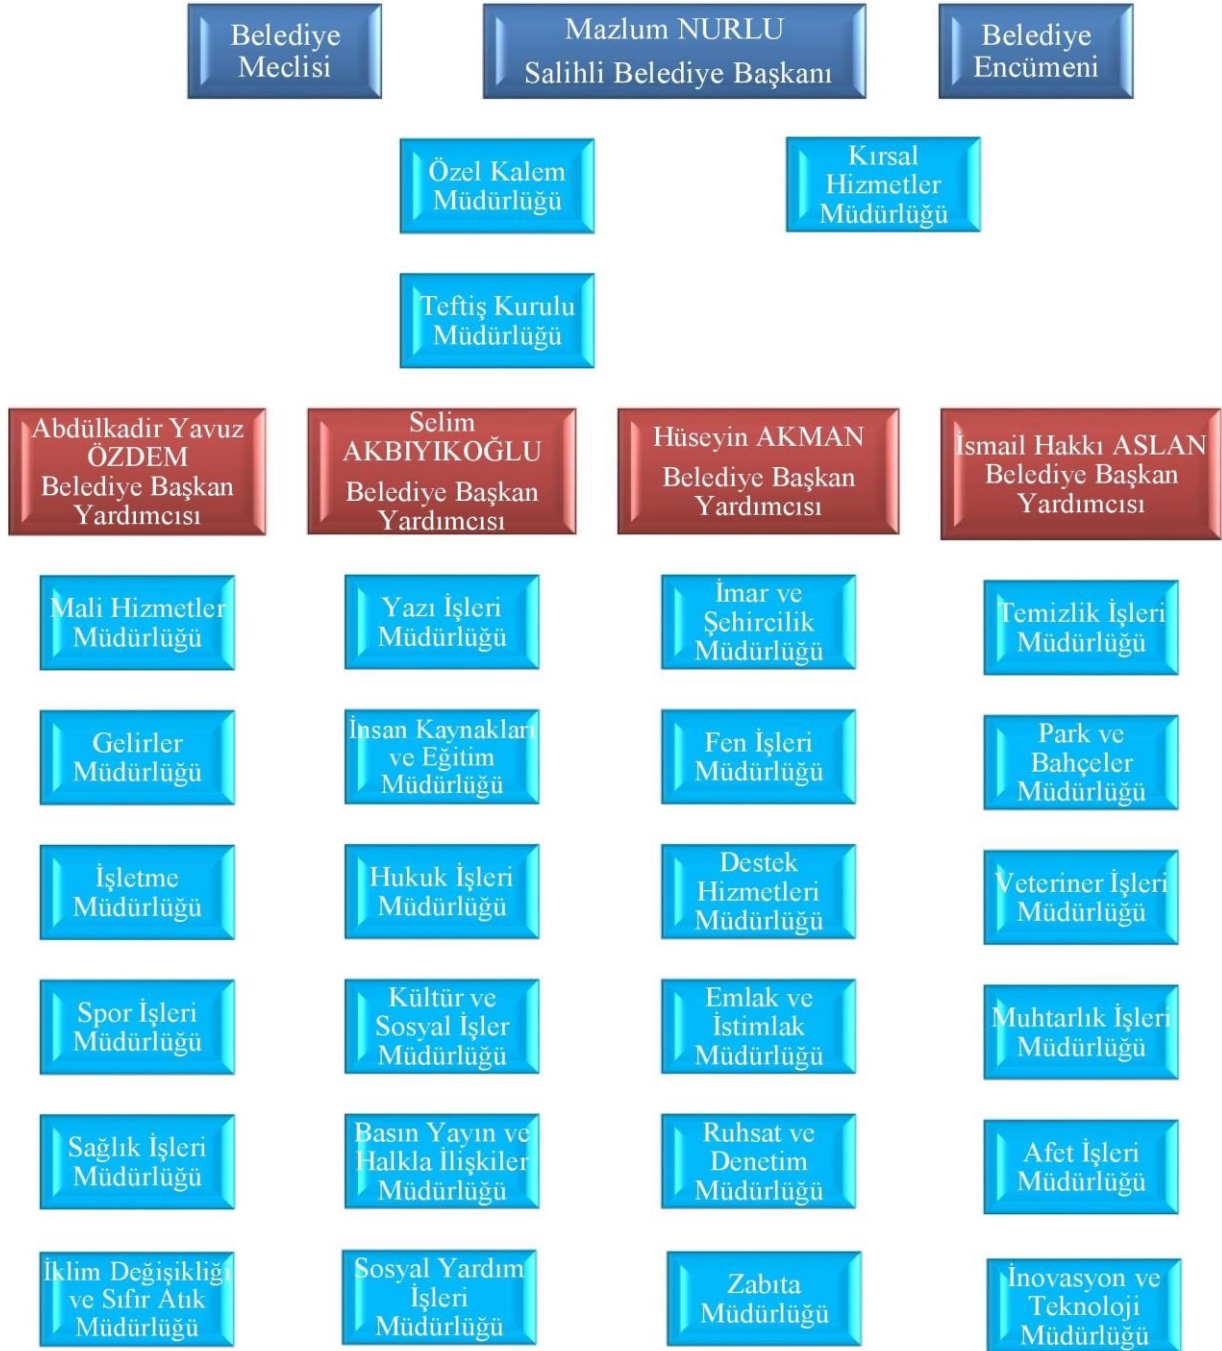 Belediye
Meclisi
Mazlum NURLU
Salihli Belediye Başkanı
Belediye
Encümeni
Özel Kalem
Müdürlüğü
Kırsal
Hizmetler
Müdürlüğü
Teftiş Kurulu
Müdürlüğü
Abdülkadir Yavuz
ÖZDEM
Belediye Başkan
Yardımcısı
Selim
AKBIYIKOĞLU
Belediye Başkan
Yardımcısı
Hüseyin AKMAN
Belediye Başkan
Yardımcısı
İsmail Hakkı ASLAN
Belediye Başkan
Yardımcısı
Mali Hizmetler
Müdürlüğü
Yazı İşleri
Müdürlüğü
İmar ve
Şehircilik
Müdürlüğü
Temizlik İşleri
Müdürlüğü
Gelirler
Müdürlüğü
İnsan Kaynakları
ve Eğitim
Müdürlüğü
Fen İşleri
Müdürlüğü
Park ve
Bahçeler
Müdürlüğü
İşletme
Müdürlüğü
Hukuk İşleri
Müdürlüğü
Destek
Hizmetleri
Müdürlüğü
Veteriner İşleri
Müdürlüğü
Spor İşleri
Müdürlüğü
Kültür ve
Sosyal İşler
Müdürlüğü
Emlak ve
İstimlak
Müdürlüğü
Muhtarlık İşleri
Müdürlüğü
Sağlık İşleri
Müdürlüğü
Basın Yayın ve
Halkla İlişkiler
Müdürlüğü
Ruhsat ve
Denetim
Müdürlüğü
Afet İşleri
Müdürlüğü
İklim Değişikliği
ve Sıfır Atık
Müdürlüğü
Sosyal Yardım
İşleri
Müdürlüğü
Zabıta
Müdürlüğü
İnovasyon ve
Teknoloji
Müdürlüğü